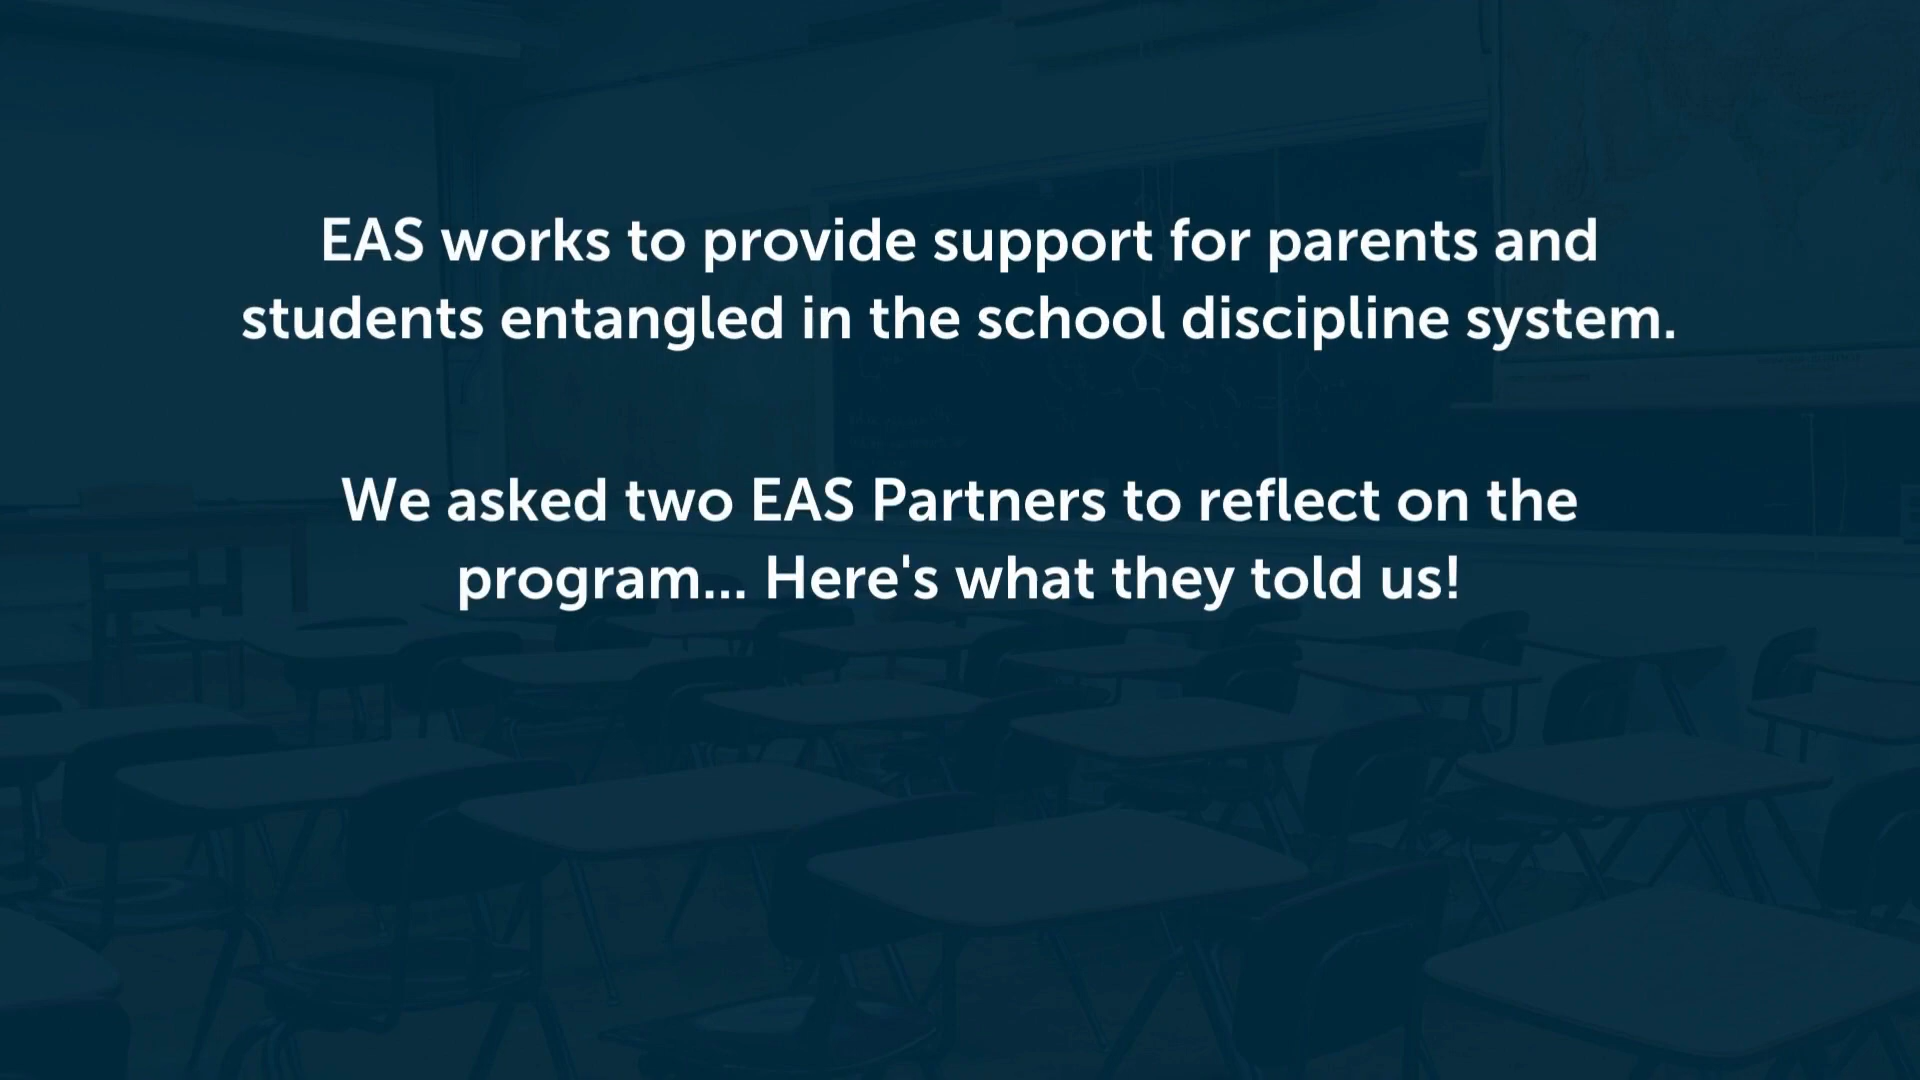 EAS works to provide support for parents and
students entangled in the school discipline system.
We asked two EAS Partners to reflect on the
program... Here's what they told us!